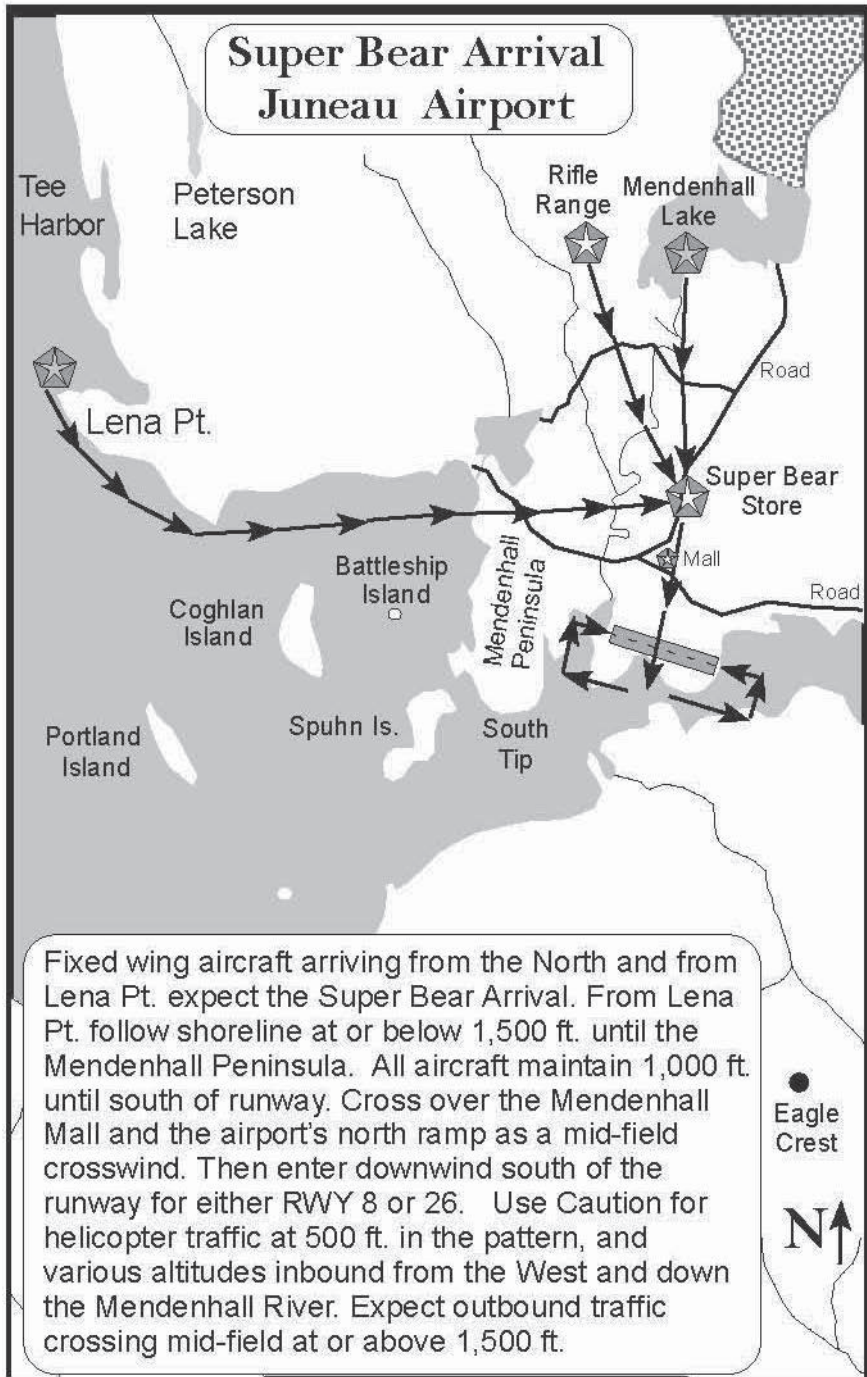 Super Bear Arrival
Juneau Airport
Tee
Harbor
Peterson
Lake
Rifle
Range
Mendenhall
Lake
Road
Lena Pt.
Super Bear
Store
Mall
Road
Battleship
Island
Mendenhall
Peninsula
Coghlan
Island
Spuhn Is.
South
Tip
Portland
Island
Fixed wing aircraft arriving from the North and from
Lena Pt. expect the Super Bear Arrival. From Lena
Pt. follow shoreline at or below 1,500 ft. until the
Mendenhall Peninsula. All aircraft maintain 1,000 ft.
until south of runway. Cross over the Mendenhall
Mall and the airport's north ramp as a mid-field
crosswind. Then enter downwind south of the
runway for either RWY 8 or 26. Use Caution for
helicopter traffic at 500 ft. in the pattern, and
various altitudes inbound from the West and down
the Mendenhall River. Expect outbound traffic
crossing mid-field at or above 1,500 ft.
Eagle
Crest
N